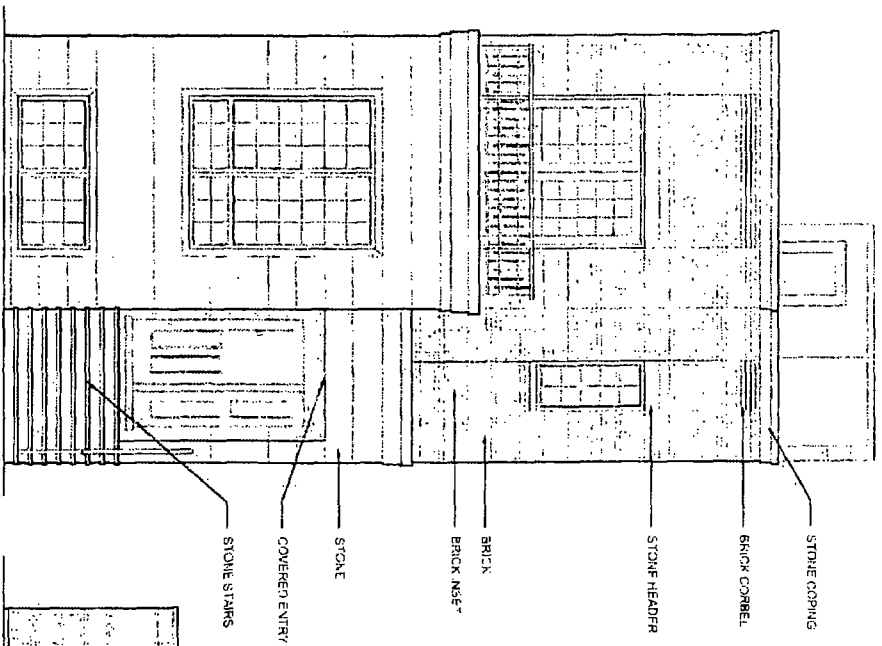 STONE COPING
BRICK CORBEL
STONE HEADER
BRICK
BRICK INSET
STONE
COVERED ENTRY
STONE STAIRS